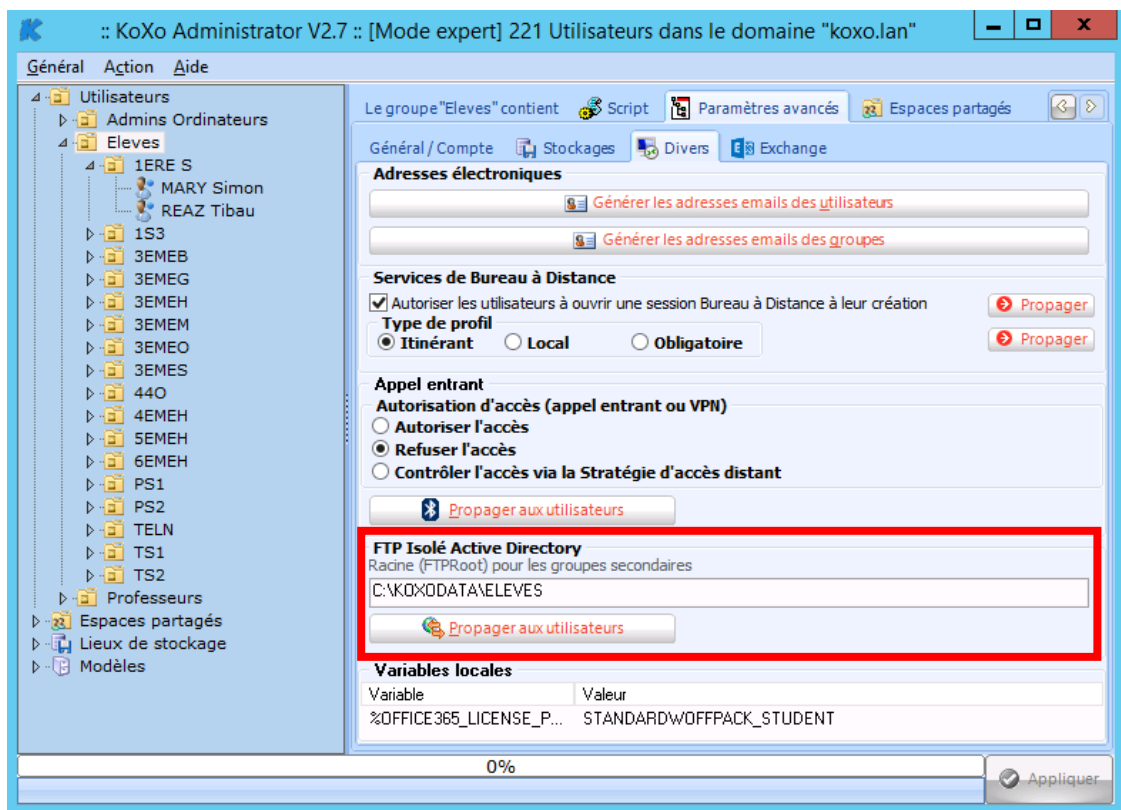 :: KoXo Administrator V2.7 :: [Mode expert] 221 Utilisateurs dans le domaine "koxo.lan"
Général Action Aide
Utilisateurs
Admins Ordinateurs
Eleves
1ERE S
MARY Simon
REAZ Tibau
1S3
3EMEB
3EMEG
3EMEH
3EMEM
3EMEO
3EMES
44O
4EMEH
5EMEH
6EMEH
PS1
PS2
TELN
TS1
TS2
Professeurs
Espaces partagés
Lieux de stockage
Modèles
Le groupe "Eleves" contient Script Paramètres avancés Espaces partagés
Général / Compte Stockages Divers Exchange
Adresses électroniques
Générer les adresses emails des utilisateurs
Générer les adresses emails des groupes
Services de Bureau à Distance
Autoriser les utilisateurs à ouvrir une session Bureau à Distance à leur création Propager
Type de profil
Itinérant Local Obligatoire Propager
Appel entrant
Autorisation d'accès (appel entrant ou VPN)
Autoriser l'accès
Refuser l'accès
Contrôler l'accès via la Stratégie d'accès distant
Propager aux utilisateurs
FTP Isolé Active Directory
Racine (FTPRoot) pour les groupes secondaires
C:\KOXODATA\ELEVES
Propager aux utilisateurs
Variables locales
Variable Valeur
%OFFICE365_LICENSE_P... STANDARDWOFFPACK_STUDENT
0%
Appliquer